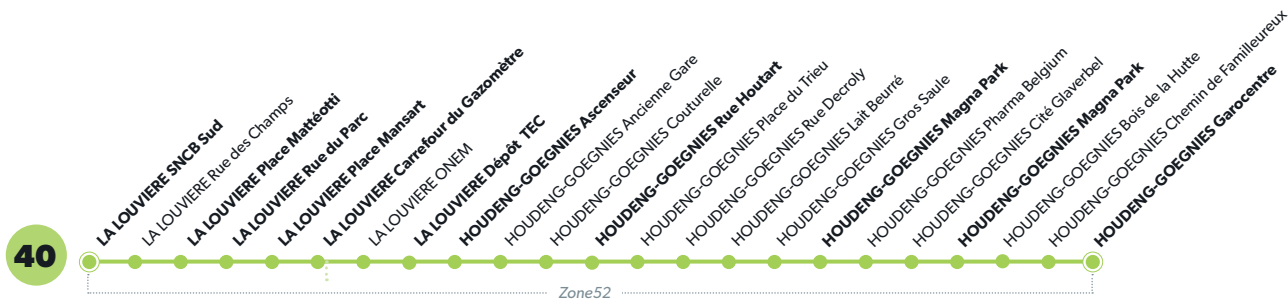 40
LA LOUVIERE SNCB Sud
LA LOUVIERE Rue des Champs
LA LOUVIERE Place Mattéotti
LA LOUVIERE Rue du Parc
LA LOUVIERE Place Mansart
LA LOUVIERE Carrefour du Gazomètre
LA LOUVIERE ONEM
LA LOUVIERE Dépôt TEC
HOUDENG-GOEGNIES Ascenseur
HOUDENG-GOEGNIES Ancienne Gare
HOUDENG-GOEGNIES Couturelle
HOUDENG-GOEGNIES Rue Houtart
HOUDENG-GOEGNIES Place du Trieu
HOUDENG-GOEGNIES Rue Decroly
HOUDENG-GOEGNIES Lait Beurré
HOUDENG-GOEGNIES Gros Saule
HOUDENG-GOEGNIES Magna Park
HOUDENG-GOEGNIES Pharma Belgium
HOUDENG-GOEGNIES Cité Glaverbel
HOUDENG-GOEGNIES Magna Park
HOUDENG-GOEGNIES Bois de la Hutte
HOUDENG-GOEGNIES Chemin de Familleureux
HOUDENG-GOEGNIES Garocentre
Zone52